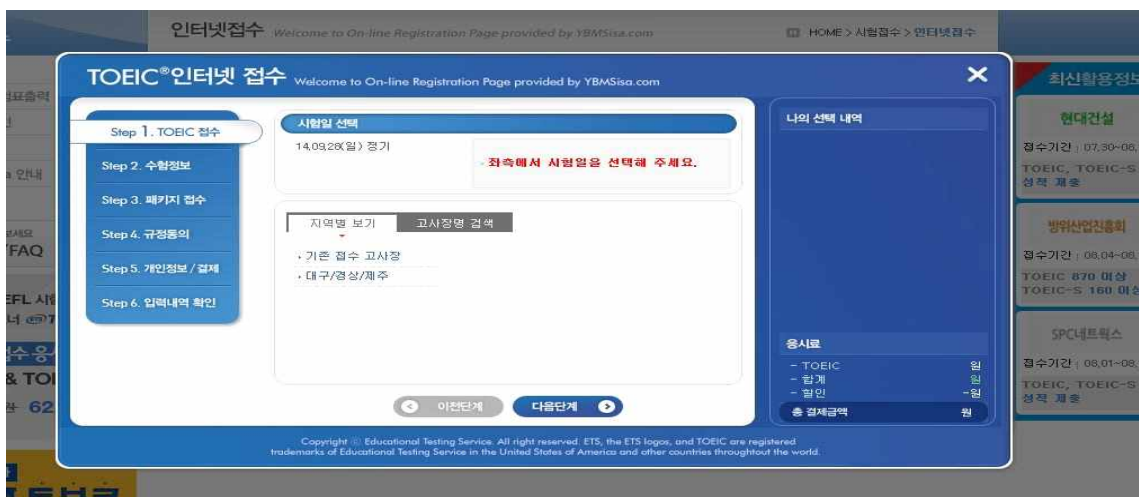 인터넷접수 Welcome to On-line Registration Page provided by YBMSisa.com
HOME > 시험접수 > 인터넷접수
TOEIC®인터넷 접수 Welcome to On-line Registration Page provided by YBMSisa.com
Step 1. TOEIC 접수
Step 2. 수험정보
Step 3. 패키지 접수
Step 4. 규정동의
Step 5. 개인정보 / 결제
Step 6. 입력내역 확인
시험일 선택
14.09.28(일) 정기
좌측에서 시험일을 선택해 주세요.
지역별 보기
고사장명 검색
기존 접수 고사장
대구/경상/제주
이전단계
다음단계
나의 선택 내역
응시료
- TOEIC 원
- 합계 원
- 할인 -원
총 결제금액 원
Copyright ⓒ Educational Testing Service. All right reserved. ETS, the ETS logos, and TOEIC are registered
trademarks of Educational Testing Service in the United States of America and other countries throughtout the world.
표출력
안내
FAQ
EFL 시험
& TOE
62
최신활용정보
현대건설
접수기간 : 07.30~08.
TOEIC, TOEIC-S
성적 제출
방위산업진흥회
접수기간 : 08.04~08.
TOEIC 870 이상
TOEIC-S 160 이상
SPC네트웍스
접수기간 : 08.01~08.
TOEIC, TOEIC-S
성적 제출